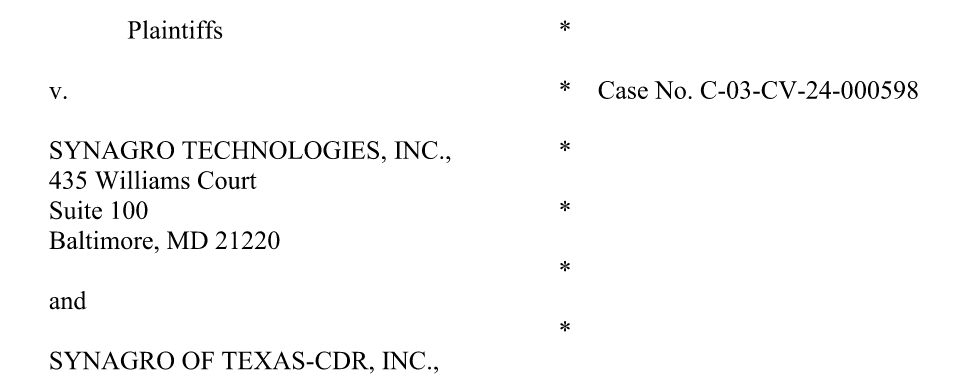 Plaintiffs *
v. * Case No. C-03-CV-24-000598
SYNAGRO TECHNOLOGIES, INC., *
435 Williams Court
Suite 100 *
Baltimore, MD 21220
*
and
*
SYNAGRO OF TEXAS-CDR, INC.,